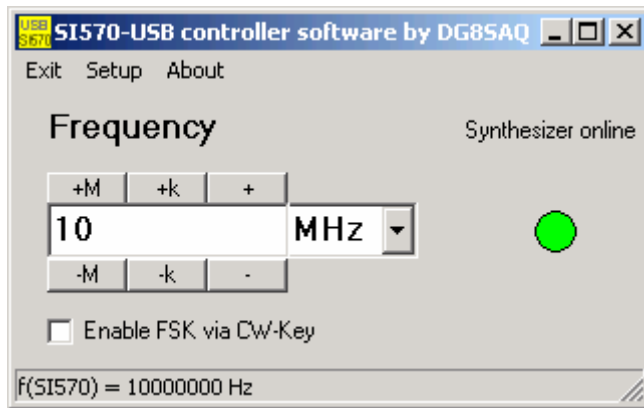 USB
SI570
SI570-USB controller software by DG8SAQ
Exit Setup About
Frequency
Synthesizer online
+M +k +
10 MHz
-M -k -
Enable FSK via CW-Key
f(SI570) = 10000000 Hz